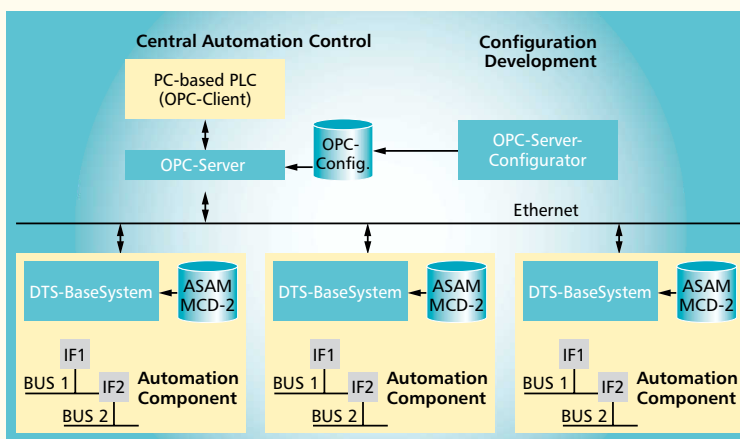 Central Automation Control
Configuration
Development
PC-based PLC
(OPC-Client)
OPC-Server
OPC-
Config.
OPC-Server-
Configurator
Ethernet
DTS-BaseSystem
ASAM
MCD-2
IF1
BUS 1
IF2
BUS 2
Automation
Component
DTS-BaseSystem
ASAM
MCD-2
IF1
BUS 1
IF2
BUS 2
Automation
Component
DTS-BaseSystem
ASAM
MCD-2
IF1
BUS 1
IF2
BUS 2
Automation
Component